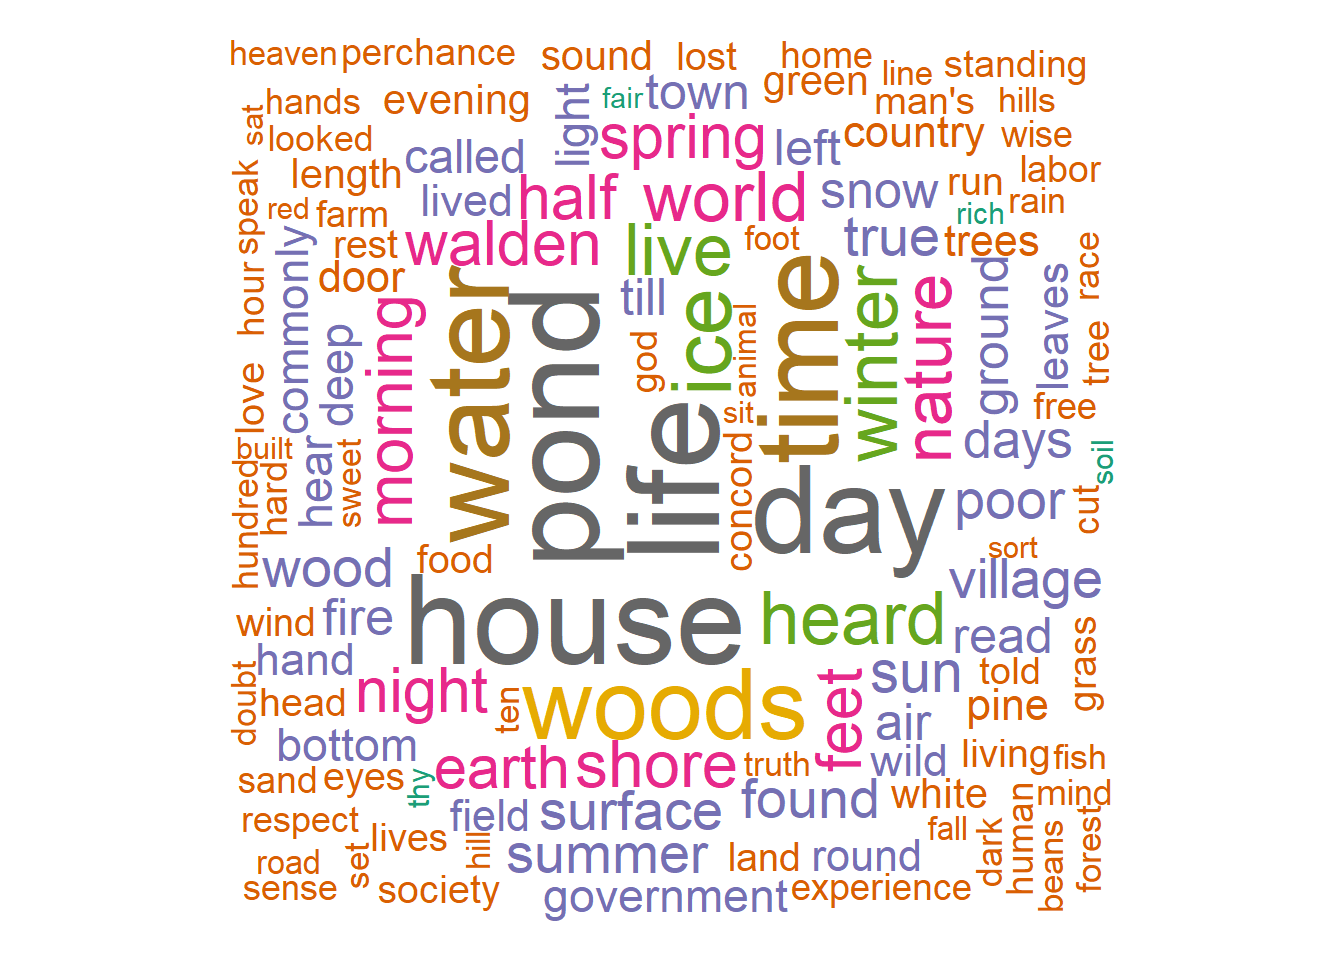 heaven perchance sound lost home line standing
sat hands evening fair town green man's hills
looked light spring left country wise
speak length called labor
red farm lived half world snow run rich rain
hour commonly rest walden live foot true trees race
door till
love deep morning water pond god ice animal time winter nature ground leaves tree
life sit free
built hear sweet days soil
hundred hard concord day poor cut
wood food sort village
wind fire house heard read grass
doubt hand sun told
head night ten woods feet air pine
bottom
sand eyes thy earth shore truth wild living fish
respect field surface found white mind
lives hill fall dark human beans forest
road set summer land round
sense society government experience